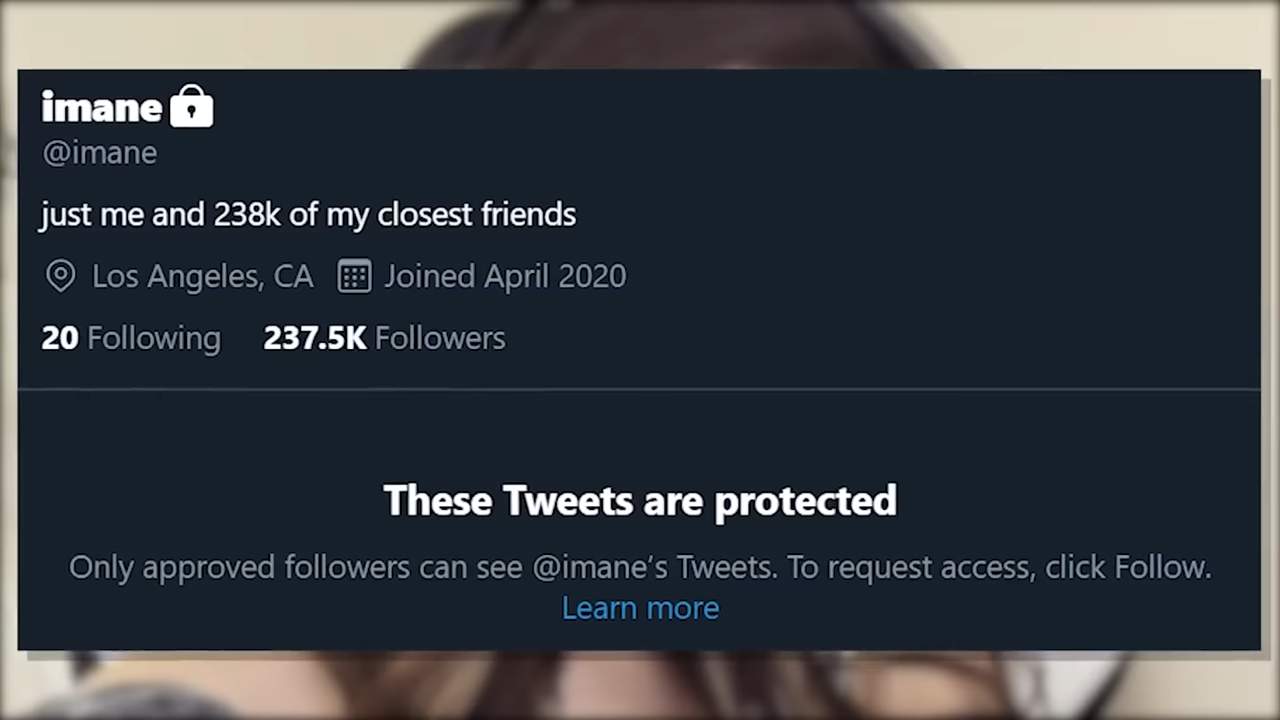 imane
@imane
just me and 238k of my closest friends
Los Angeles, CA Joined April 2020
20 Following 237.5K Followers
These Tweets are protected
Only approved followers can see @imane’s Tweets. To request access, click Follow.
Learn more